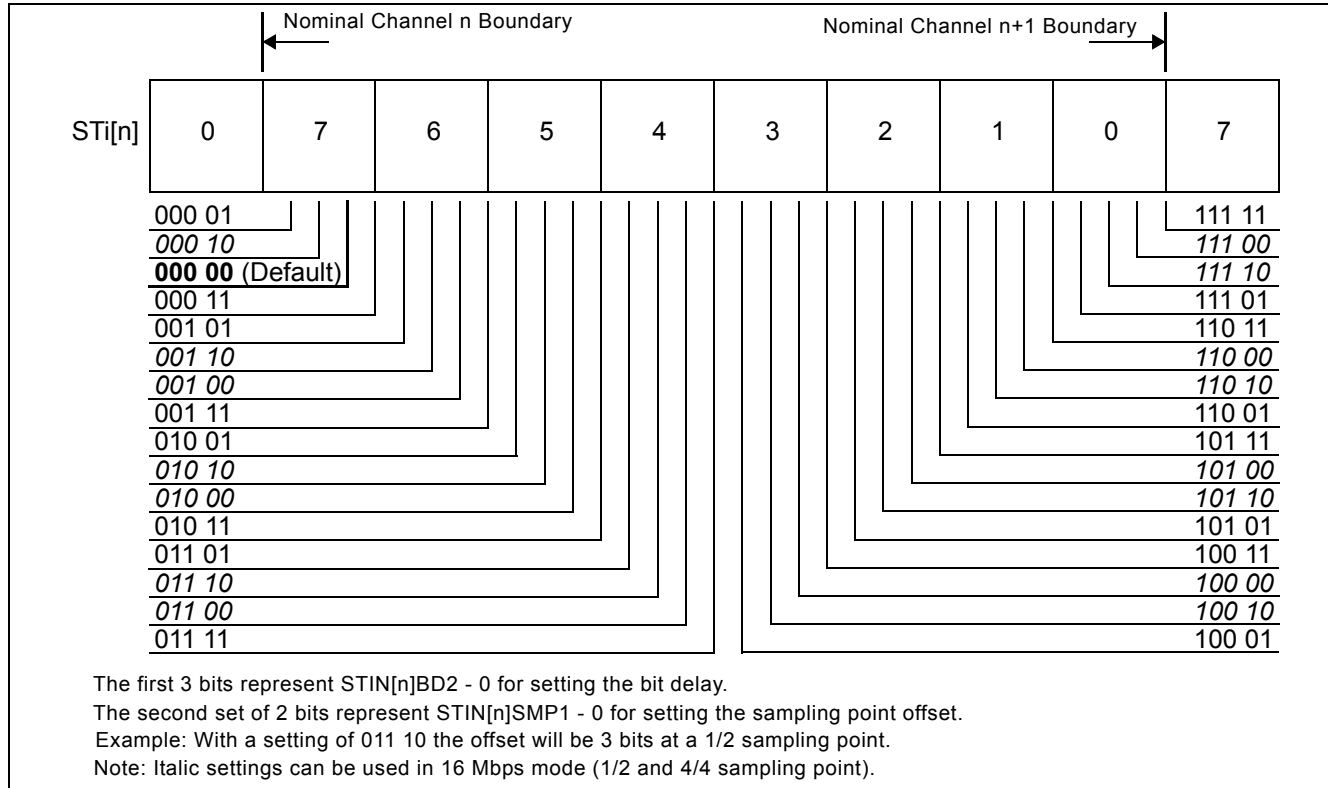 Nominal Channel n Boundary
Nominal Channel n+1 Boundary
STi[n] 0 7 6 5 4 3 2 1 0 7
000 01 111 11
000 10 111 00
000 00 (Default) 111 10
000 11 111 01
001 01 110 11
001 10 110 00
001 00 110 10
001 11 110 01
010 01 101 11
010 10 101 00
010 00 101 10
010 11 101 01
011 01 100 11
011 10 100 00
011 00 100 10
011 11 100 01
The first 3 bits represent STIN[n]BD2 - 0 for setting the bit delay.
The second set of 2 bits represent STIN[n]SMP1 - 0 for setting the sampling point offset.
Example: With a setting of 011 10 the offset will be 3 bits at a 1/2 sampling point.
Note: Italic settings can be used in 16 Mbps mode (1/2 and 4/4 sampling point).